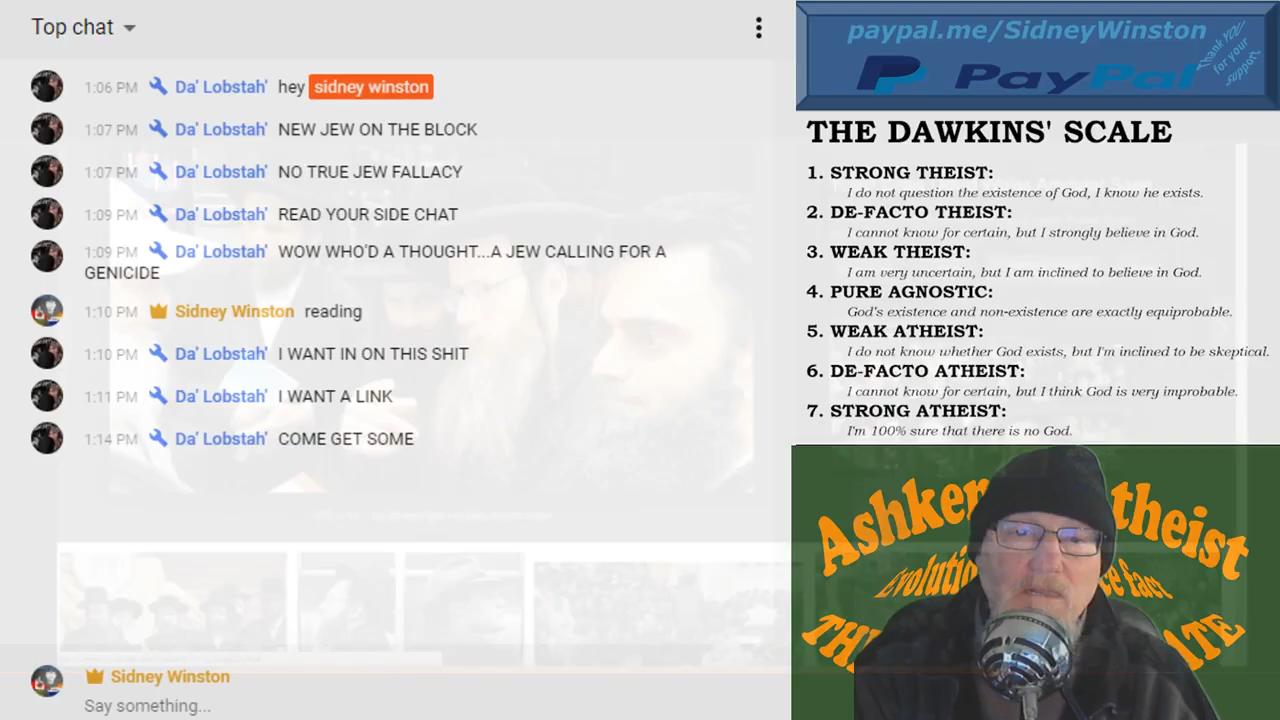 Top chat
1:06 PM Da' Lobstah' hey sidney winston
1:07 PM Da' Lobstah' NEW JEW ON THE BLOCK
1:07 PM Da' Lobstah' NO TRUE JEW FALLACY
1:09 PM Da' Lobstah' READ YOUR SIDE CHAT
1:09 PM Da' Lobstah' WOW WHO'D A THOUGHT...A JEW CALLING FOR A
GENICIDE
1:10 PM Sidney Winston reading
1:10 PM Da' Lobstah' I WANT IN ON THIS SHIT
1:11 PM Da' Lobstah' I WANT A LINK
1:14 PM Da' Lobstah' COME GET SOME
Sidney Winston
Say something...
paypal.me/SidneyWinston
PayPal
Thank YOU
for your
support
THE DAWKINS' SCALE
1. STRONG THEIST:
I do not question the existence of God, I know he exists.
2. DE-FACTO THEIST:
I cannot know for certain, but I strongly believe in God.
3. WEAK THEIST:
I am very uncertain, but I am inclined to believe in God.
4. PURE AGNOSTIC:
God's existence and non-existence are exactly equiprobable.
5. WEAK ATHEIST:
I do not know whether God exists, but I'm inclined to be skeptical.
6. DE-FACTO ATHEIST:
I cannot know for certain, but I think God is very improbable.
7. STRONG ATHEIST:
I'm 100% sure that there is no God.